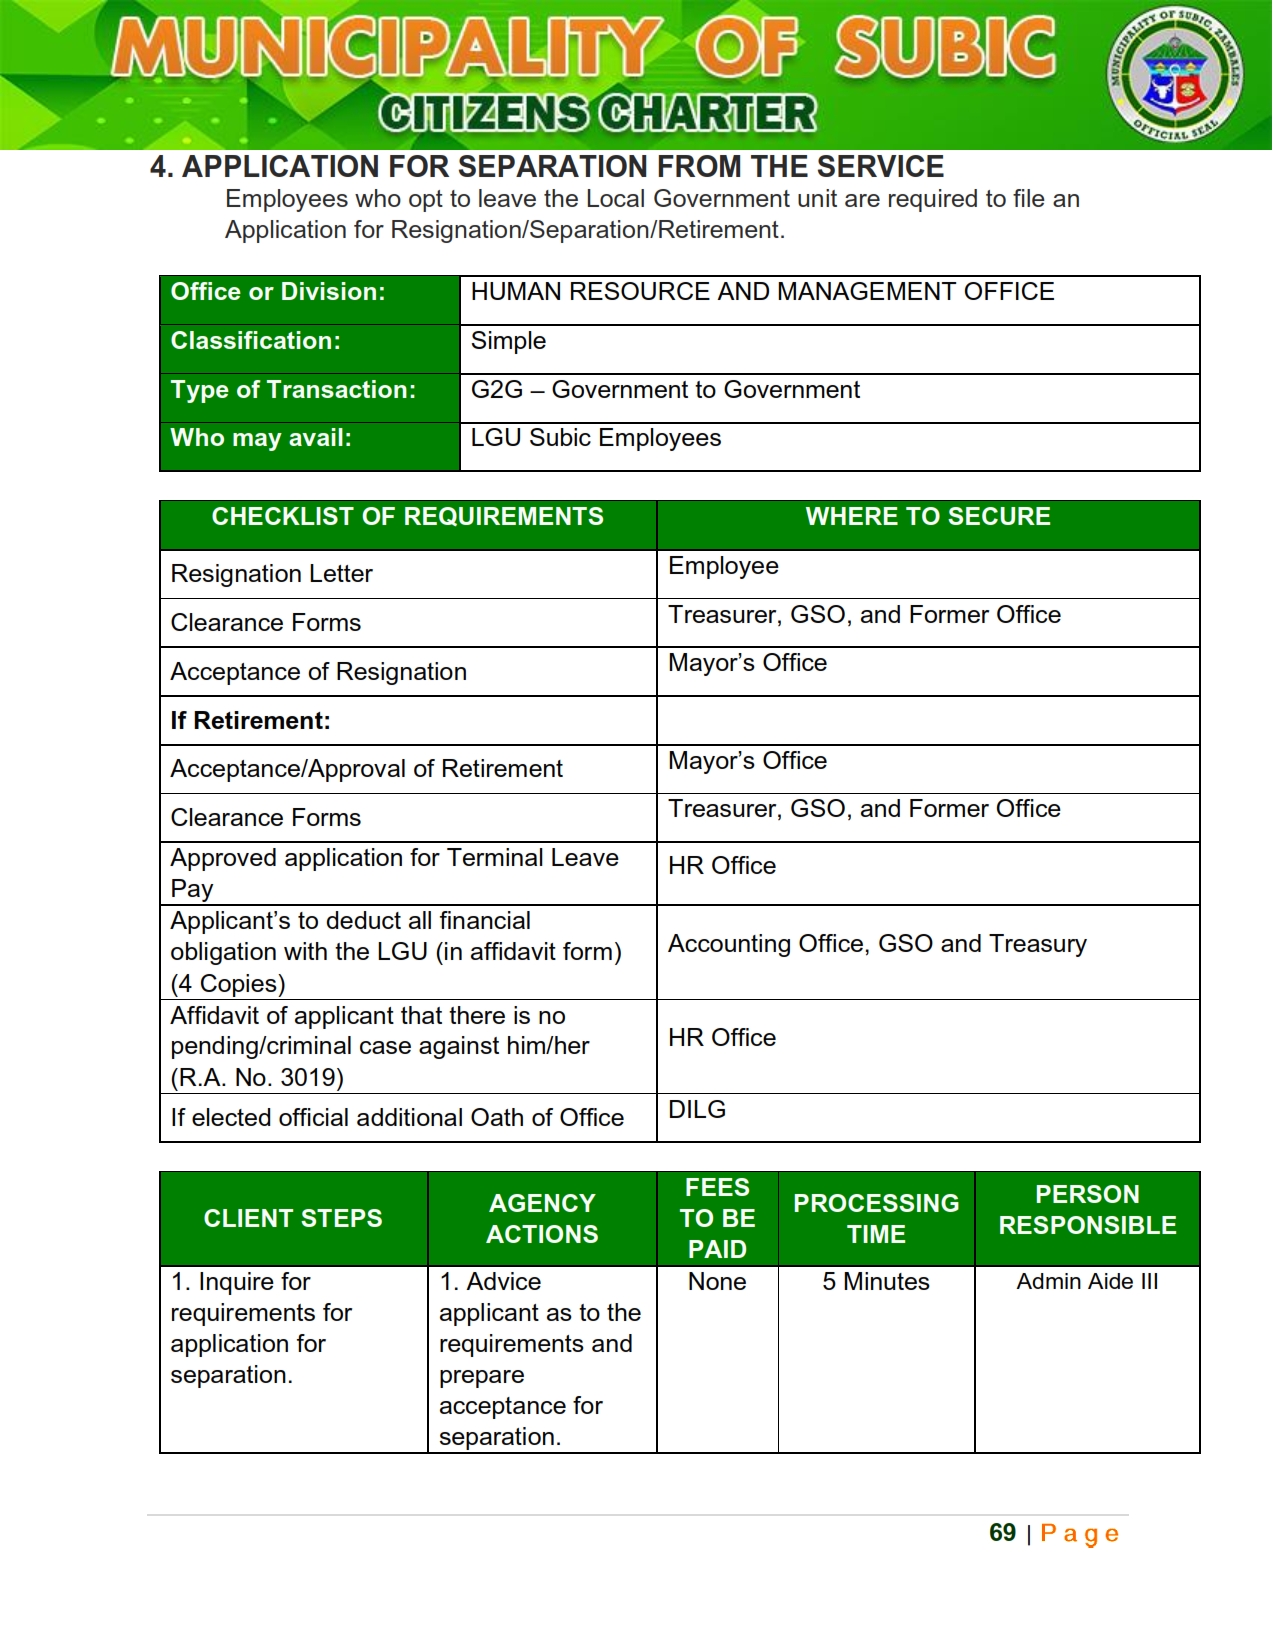 MUNICIPALITY OF SUBIC
CITIZENS CHARTER
MUNICIPALITY OF SUBIC, ZAMBALES
OFFICIAL SEAL
4. APPLICATION FOR SEPARATION FROM THE SERVICE
Employees who opt to leave the Local Government unit are required to file an
Application for Resignation/Separation/Retirement.
Office or Division: HUMAN RESOURCE AND MANAGEMENT OFFICE
Classification: Simple
Type of Transaction: G2G – Government to Government
Who may avail: LGU Subic Employees
CHECKLIST OF REQUIREMENTS WHERE TO SECURE
Resignation Letter Employee
Clearance Forms Treasurer, GSO, and Former Office
Acceptance of Resignation Mayor’s Office
If Retirement:
Acceptance/Approval of Retirement Mayor’s Office
Clearance Forms Treasurer, GSO, and Former Office
Approved application for Terminal Leave
Pay
HR Office
Applicant’s to deduct all financial
obligation with the LGU (in affidavit form)
(4 Copies)
Accounting Office, GSO and Treasury
Affidavit of applicant that there is no
pending/criminal case against him/her
(R.A. No. 3019)
HR Office
If elected official additional Oath of Office DILG
CLIENT STEPS
AGENCY
ACTIONS
FEES
TO BE
PAID
PROCESSING
TIME
PERSON
RESPONSIBLE
1. Inquire for
requirements for
application for
separation.
1. Advice
applicant as to the
requirements and
prepare
acceptance for
separation.
None
5 Minutes
Admin Aide III
69 | Page